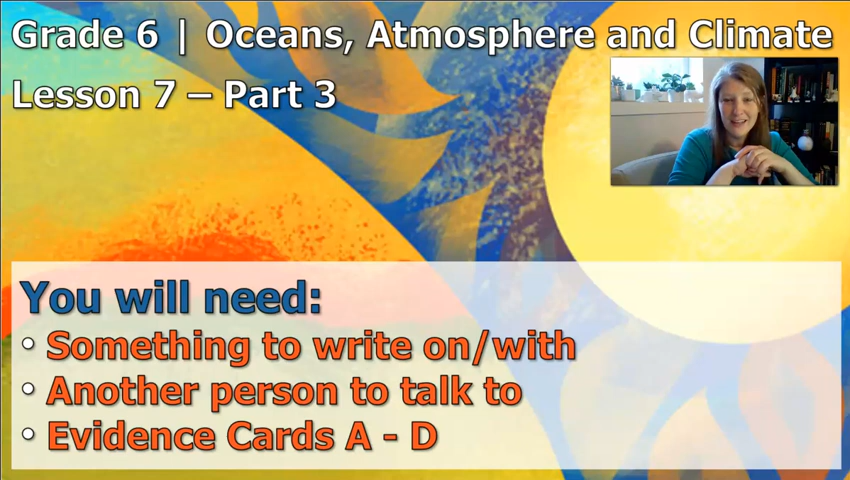 Grade 6 | Oceans, Atmosphere and Climate
Lesson 7 – Part 3
You will need:
• Something to write on/with
• Another person to talk to
• Evidence Cards A - D